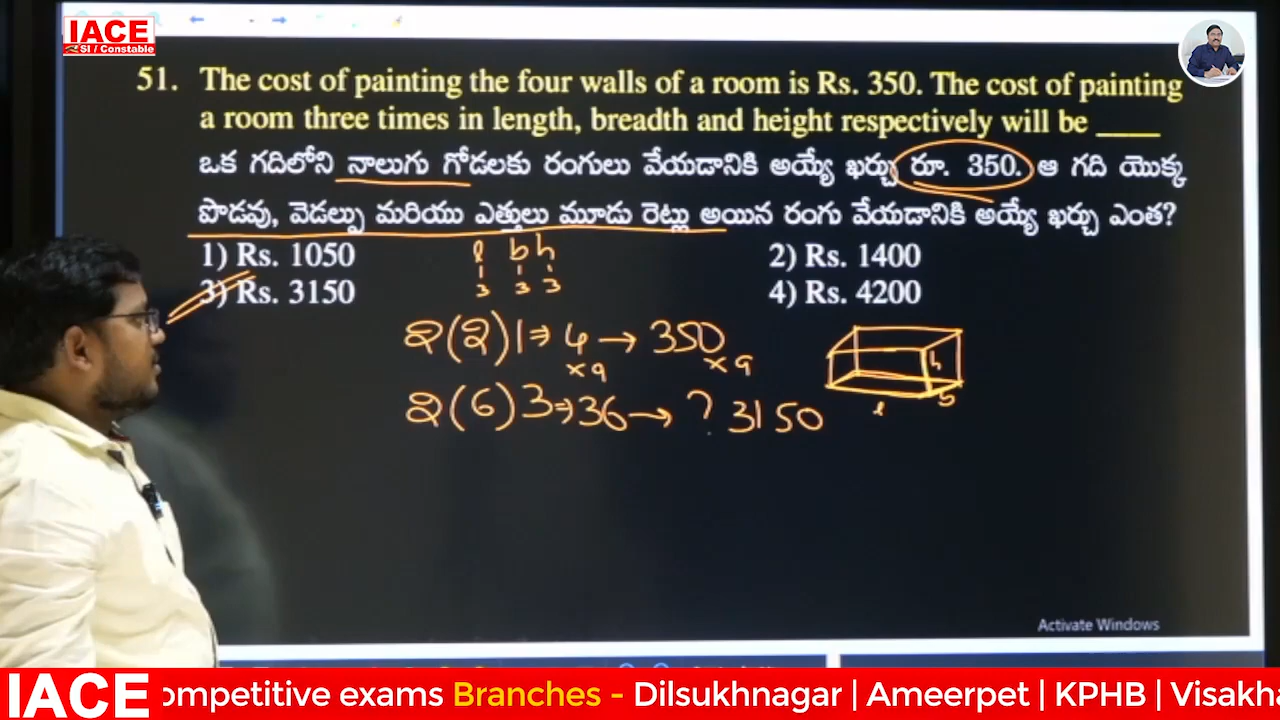 IACE
SI / Constable
51. The cost of painting the four walls of a room is Rs. 350. The cost of painting
a room three times in length, breadth and height respectively will be ____
ఒక గదిలోని నాలుగు గోడలకు రంగులు వేయడానికి అయ్యే ఖర్చు రూ. 350. ఆ గది యొక్క
పొడవు, వెడల్పు మరియు ఎత్తులు మూడు రెట్లు అయిన రంగు వేయడానికి అయ్యే ఖర్చు ఎంత?
1) Rs. 1050 2) Rs. 1400
3) Rs. 3150 4) Rs. 4200
l b h
1 1 1
3 3 3
2(2)1⇒4→350
×9 ×9
2(6)3⇒36→? 3150
h
l b
Activate Windows
IACE ompetitive exams Branches - Dilsukhnagar | Ameerpet | KPHB | Visakha